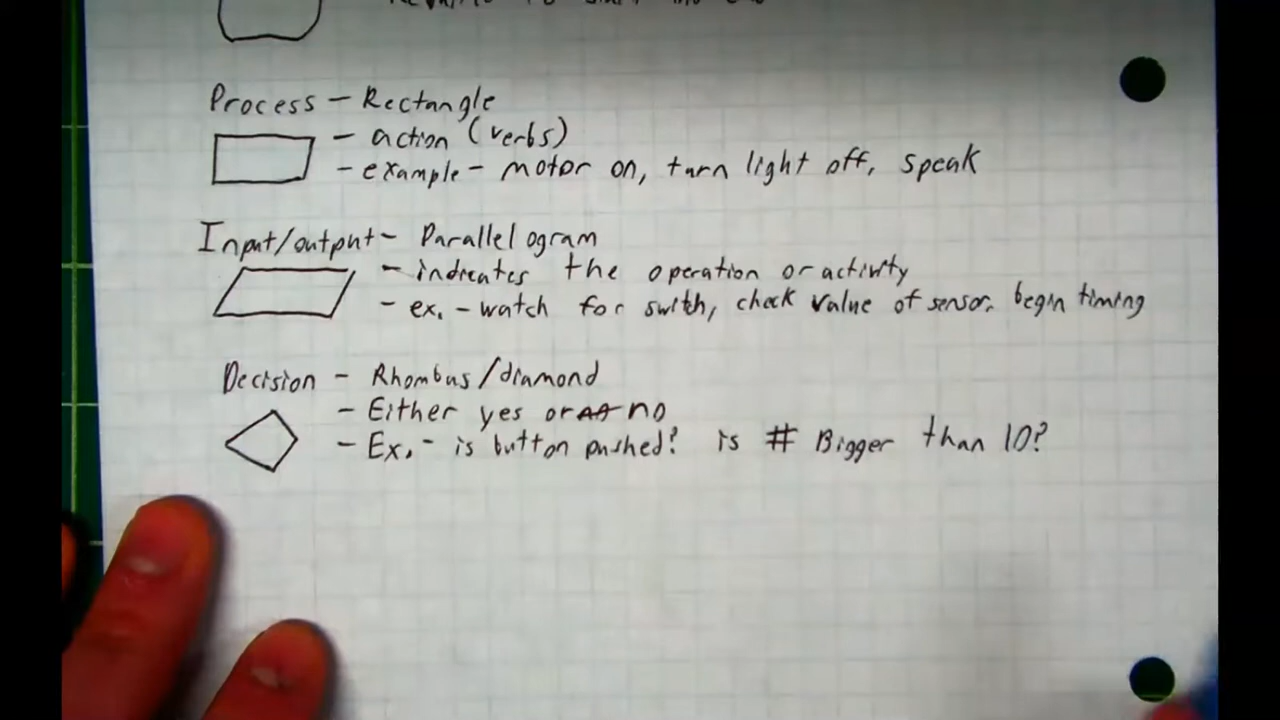 Process - Rectangle
- action (verbs)
- example - motor on, turn light off, speak
Input/output - Parallelogram
- indicates the operation or activity
- ex. - watch for swith, check value of sensor, begin timing
Decision - Rhombus/diamond
- Either yes or no
- Ex. - is button pushed? is # Bigger than 10?